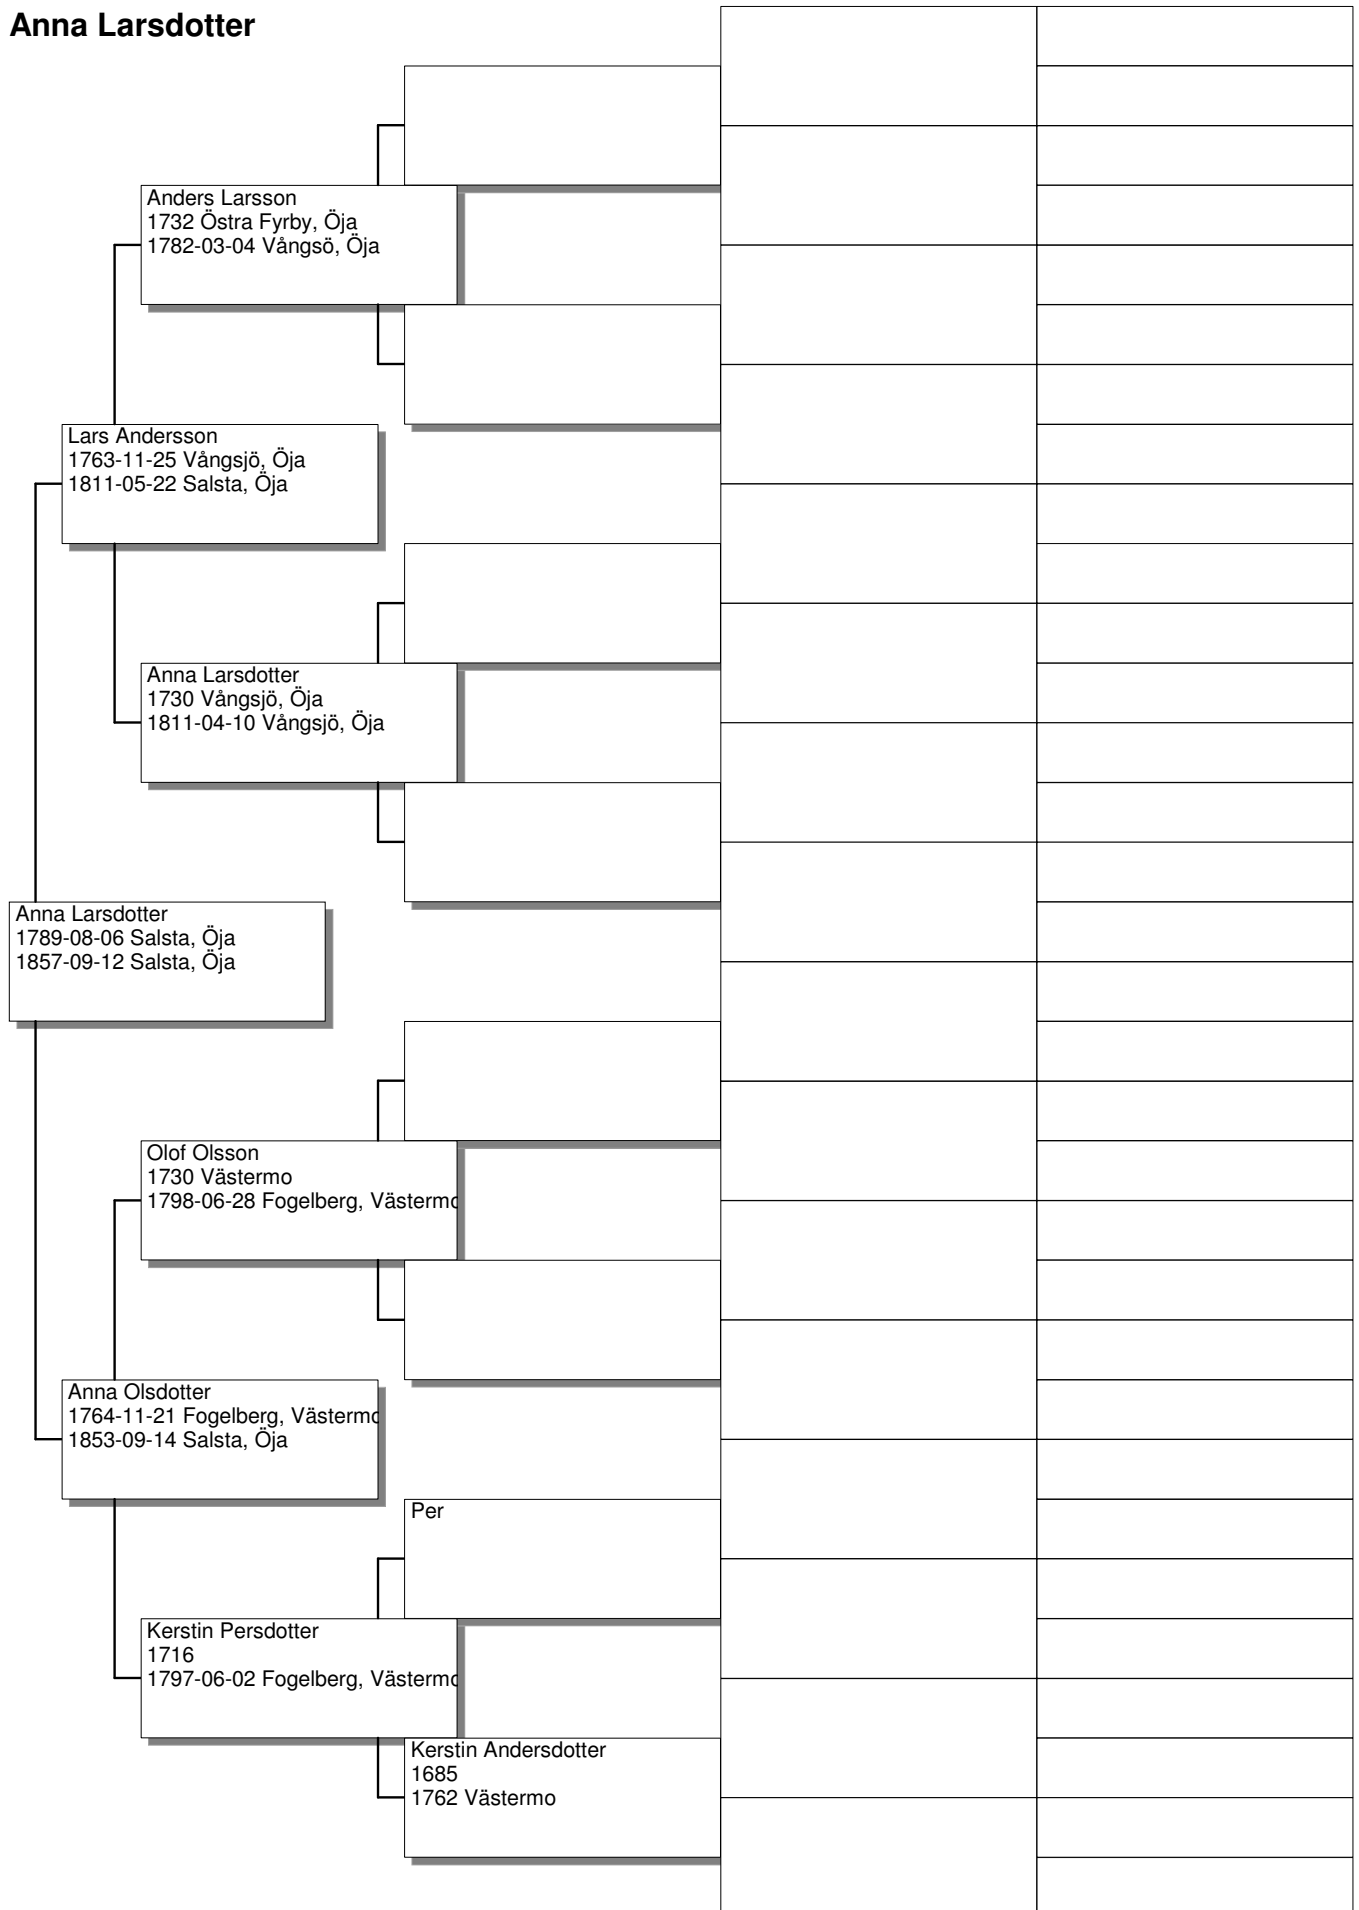 Anna Larsdotter
Anders Larsson
1732 Östra Fyrby, Öja
1782-03-04 Vångsö, Öja
Lars Andersson
1763-11-25 Vångsjö, Öja
1811-05-22 Salsta, Öja
Anna Larsdotter
1730 Vångsjö, Öja
1811-04-10 Vångsjö, Öja
Anna Larsdotter
1789-08-06 Salsta, Öja
1857-09-12 Salsta, Öja
Olof Olsson
1730 Västermo
1798-06-28 Fogelberg, Västermo
Anna Olsdotter
1764-11-21 Fogelberg, Västermo
1853-09-14 Salsta, Öja
Per
Kerstin Persdotter
1716
1797-06-02 Fogelberg, Västermo
Kerstin Andersdotter
1685
1762 Västermo